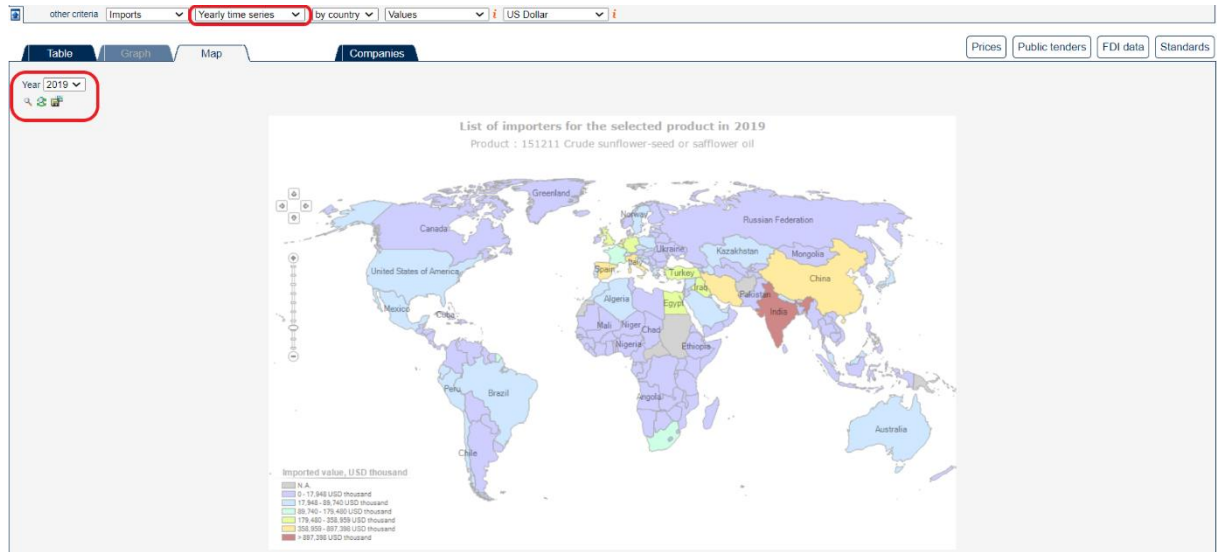 other criteria Imports Yearly time series by country Values i US Dollar i
Table Graph Map Companies Prices Public tenders FDI data Standards
Year 2019
List of importers for the selected product in 2019
Product : 151211 Crude sunflower-seed or safflower oil
Greenland
Norway
Russian Federation
Canada
Ukraine
Kazakhstan
Mongolia
United States of America
Spain
Italy
Turkey
China
Iraq
Pakistan
Mexico
Cuba
Algeria
Egypt
India
Mali Niger Chad
Nigeria
Ethiopia
Peru
Brazil
Angola
Australia
Chile
Imported value, USD thousand
N.A.
0 - 17,948 USD thousand
17,948 - 89,740 USD thousand
89,740 - 179,480 USD thousand
179,480 - 358,959 USD thousand
358,959 - 897,398 USD thousand
> 897,398 USD thousand